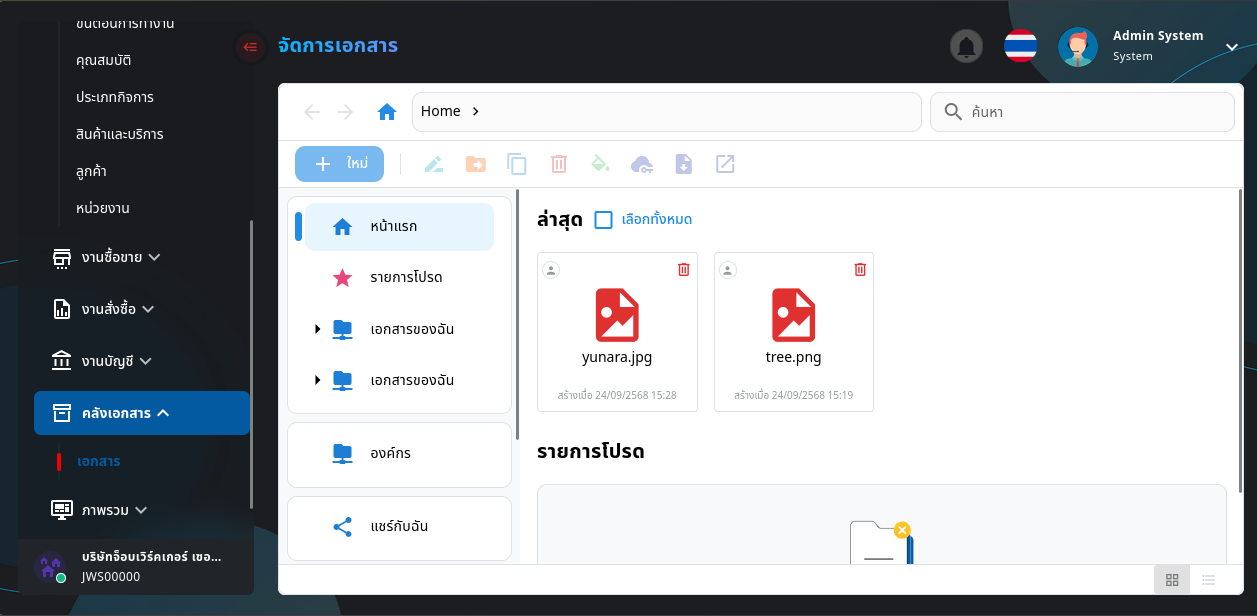 ขั้นตอนการทำงาน
คุณสมบัติ
ประเภทกิจการ
สินค้าและบริการ
ลูกค้า
หน่วยงาน
งานซื้อขาย
งานสั่งซื้อ
งานบัญชี
คลังเอกสาร
เอกสาร
ภาพรวม
บริษัทจ็อบเวิร์คเกอร์ เซอ...
JWS00000
จัดการเอกสาร
Admin System
System
Home
ค้นหา
ใหม่
หน้าแรก
รายการโปรด
เอกสารของฉัน
เอกสารของฉัน
องค์กร
แชร์กับฉัน
ล่าสุด เลือกทั้งหมด
yunara.jpg
สร้างเมื่อ 24/09/2568 15:28
tree.png
สร้างเมื่อ 24/09/2568 15:19
รายการโปรด